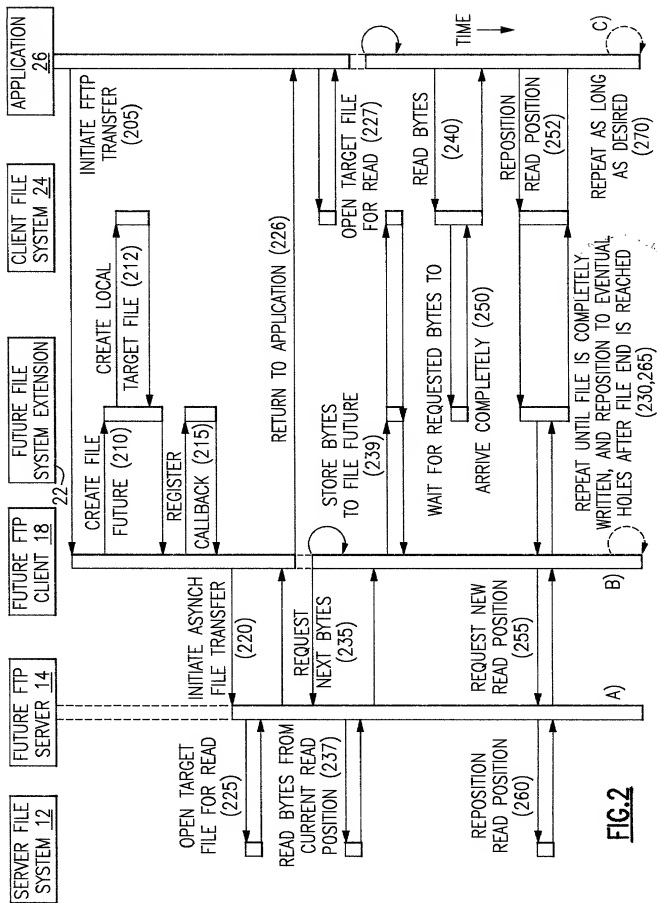 SERVER FILE
SYSTEM 12
FUTURE FTP
SERVER 14
FUTURE FTP
CLIENT 18
FUTURE FILE
SYSTEM EXTENSION
22
CLIENT FILE
SYSTEM 24
APPLICATION
26
INITIATE FFTP
TRANSFER
(205)
CREATE FILE
FUTURE (210)
CREATE LOCAL
TARGET FILE (212)
REGISTER
CALLBACK (215)
INITIATE ASYNCH
FILE TRANSFER
(220)
OPEN TARGET
FILE FOR READ
(225)
RETURN TO APPLICATION (226)
OPEN TARGET FILE
FOR READ (227)
REQUEST
NEXT BYTES
(235)
READ BYTES FROM
CURRENT READ
POSITION (237)
STORE BYTES
TO FILE FUTURE
(239)
READ BYTES
(240)
WAIT FOR REQUESTED BYTES TO
ARRIVE COMPLETELY (250)
REPOSITION
READ POSITION
(252)
REQUEST NEW
READ POSITION
(255)
REPOSITION
READ POSITION
(260)
REPEAT UNTIL FILE IS COMPLETELY
WRITTEN, AND REPOSITION TO EVENTUAL
HOLES AFTER FILE END IS REACHED
(230,265)
REPEAT AS LONG
AS DESIRED
(270)
TIME
A)
B)
C)
FIG.2